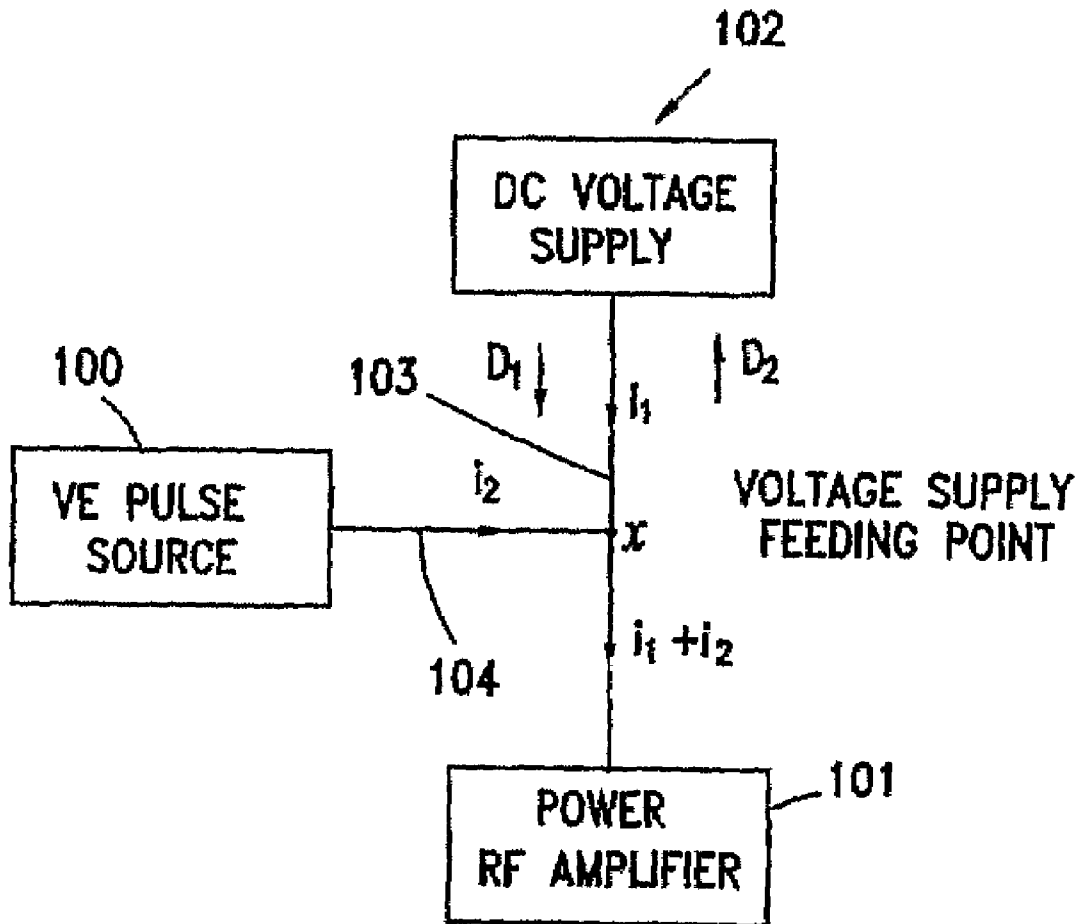 102
DC VOLTAGE
SUPPLY
100
103
D₁
D₂
i₁
VE PULSE
SOURCE
i₂
x
VOLTAGE SUPPLY
FEEDING POINT
104
i₁ + i₂
101
POWER
RF AMPLIFIER